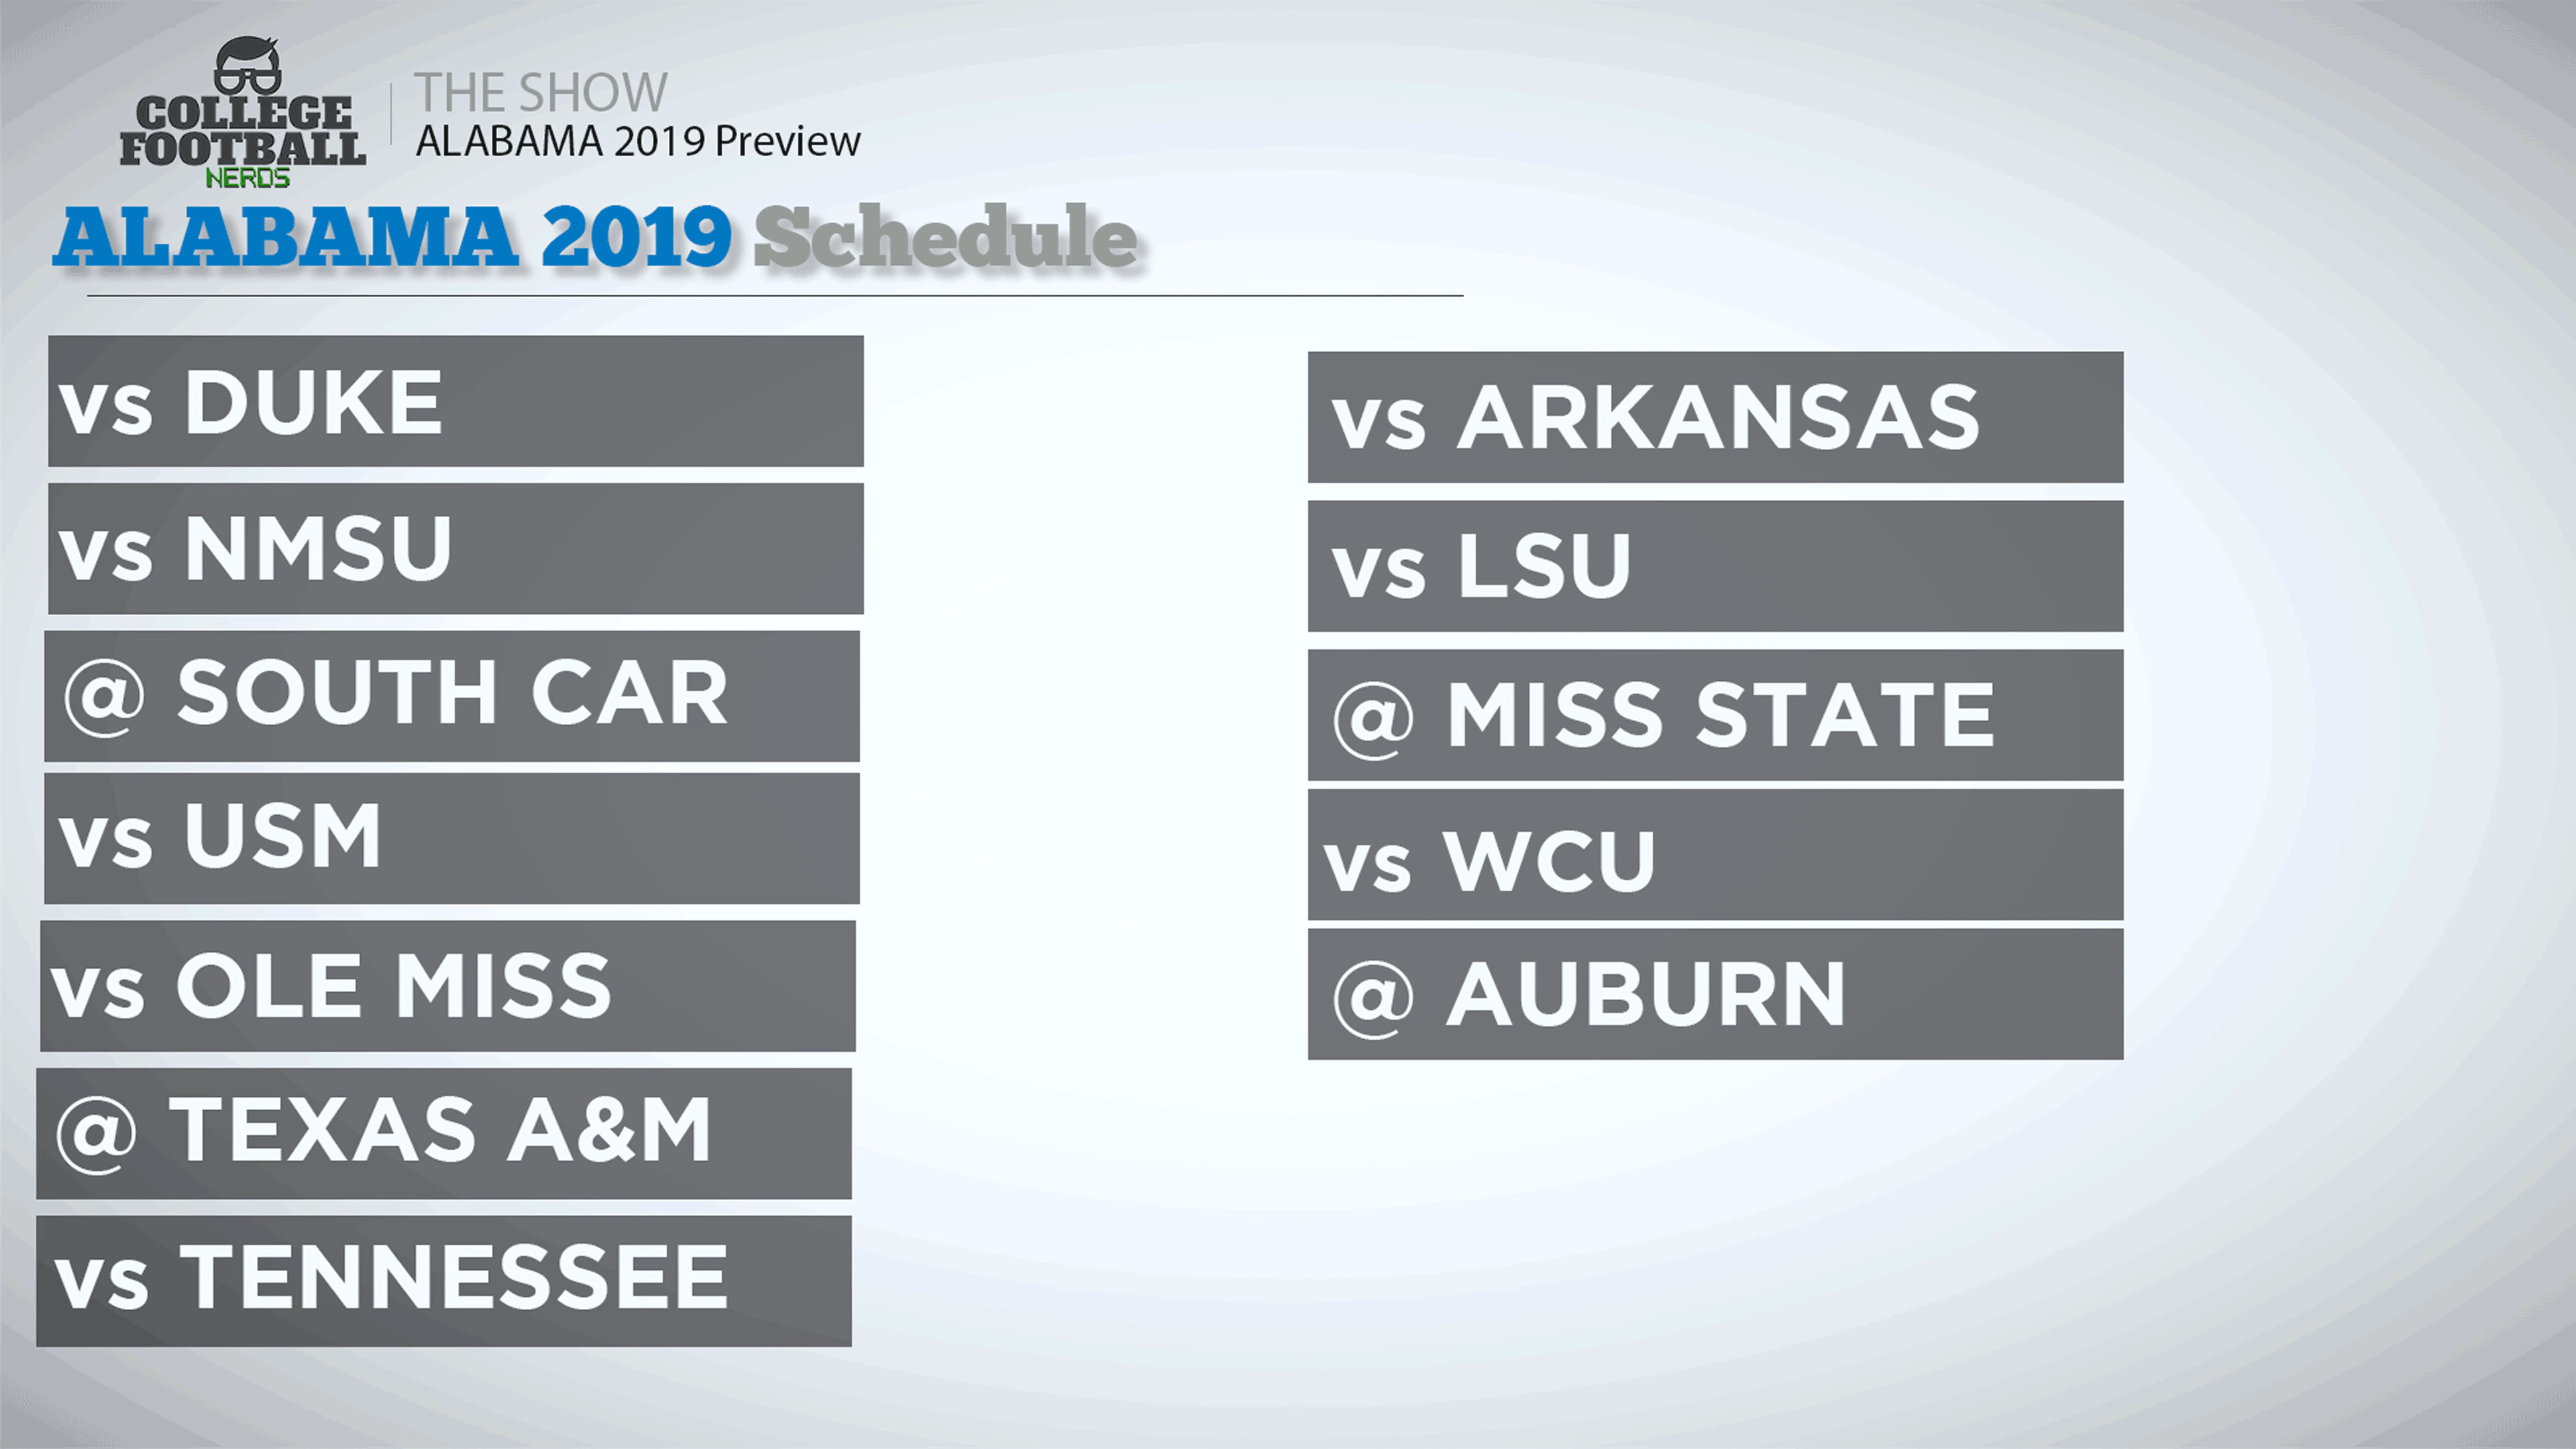 COLLEGE
FOOTBALL
NERDS
THE SHOW
ALABAMA 2019 Preview
ALABAMA 2019 Schedule
vs DUKE
vs NMSU
@ SOUTH CAR
vs USM
vs OLE MISS
@ TEXAS A&M
vs TENNESSEE
vs ARKANSAS
vs LSU
@ MISS STATE
vs WCU
@ AUBURN